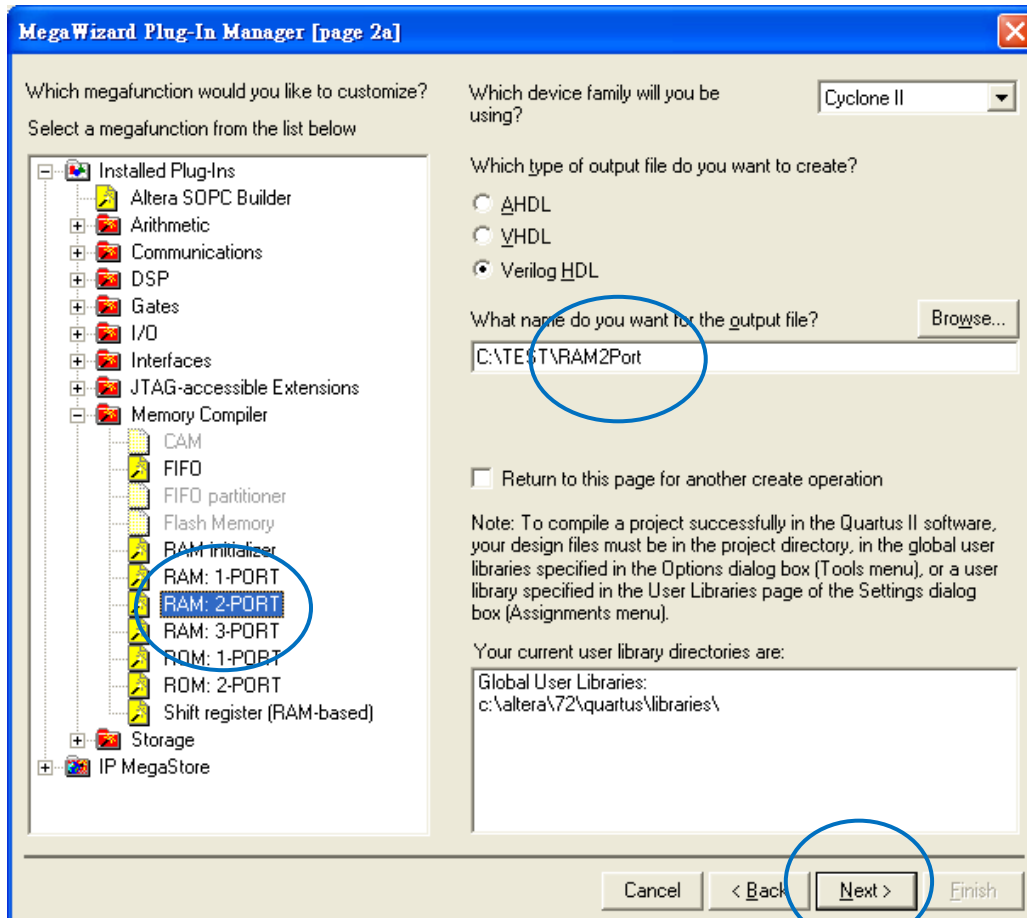 MegaWizard Plug-In Manager [page 2a]
Which megafunction would you like to customize?
Select a megafunction from the list below
Installed Plug-Ins
Altera SOPC Builder
Arithmetic
Communications
DSP
Gates
I/O
Interfaces
JTAG-accessible Extensions
Memory Compiler
CAM
FIFO
FIFO partitioner
Flash Memory
RAM initializer
RAM: 1-PORT
RAM: 2-PORT
RAM: 3-PORT
ROM: 1-PORT
ROM: 2-PORT
Shift register (RAM-based)
Storage
IP MegaStore
Which device family will you be
using?
Cyclone II
Which type of output file do you want to create?
AHDL
VHDL
Verilog HDL
What name do you want for the output file?
Browse...
C:\TEST\RAM2Port
Return to this page for another create operation
Note: To compile a project successfully in the Quartus II software,
your design files must be in the project directory, in the global user
libraries specified in the Options dialog box (Tools menu), or a user
library specified in the User Libraries page of the Settings dialog
box (Assignments menu).
Your current user library directories are:
Global User Libraries:
c:\altera\72\quartus\libraries\
Cancel
< Back
Next >
Finish